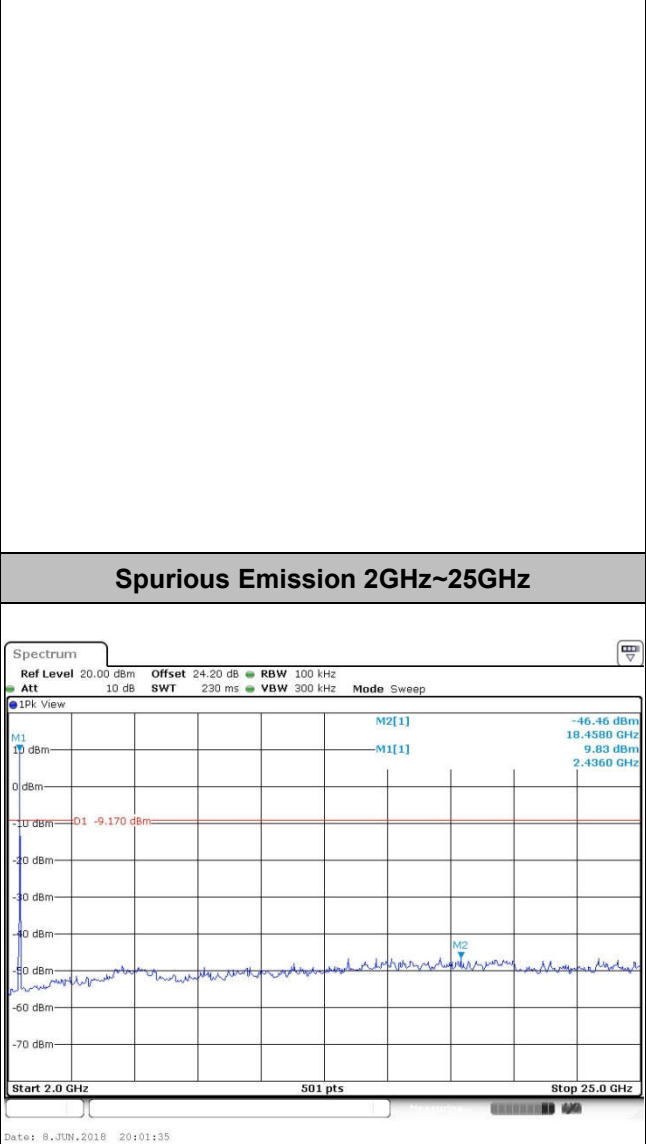 Spurious Emission 2GHz~25GHz
Spectrum
Ref Level 20.00 dBm Offset 24.20 dB RBW 100 kHz
Att 10 dB SWT 230 ms VBW 300 kHz Mode Sweep
1Pk View
M2[1] -46.46 dBm
18.4580 GHz
M1
10 dBm M1[1] 9.83 dBm
2.4360 GHz
0 dBm
-10 dBm D1 -9.170 dBm
-20 dBm
-30 dBm
-40 dBm
M2
-50 dBm
-60 dBm
-70 dBm
Start 2.0 GHz 501 pts Stop 25.0 GHz
Date: 8.JUN.2018 20:01:35